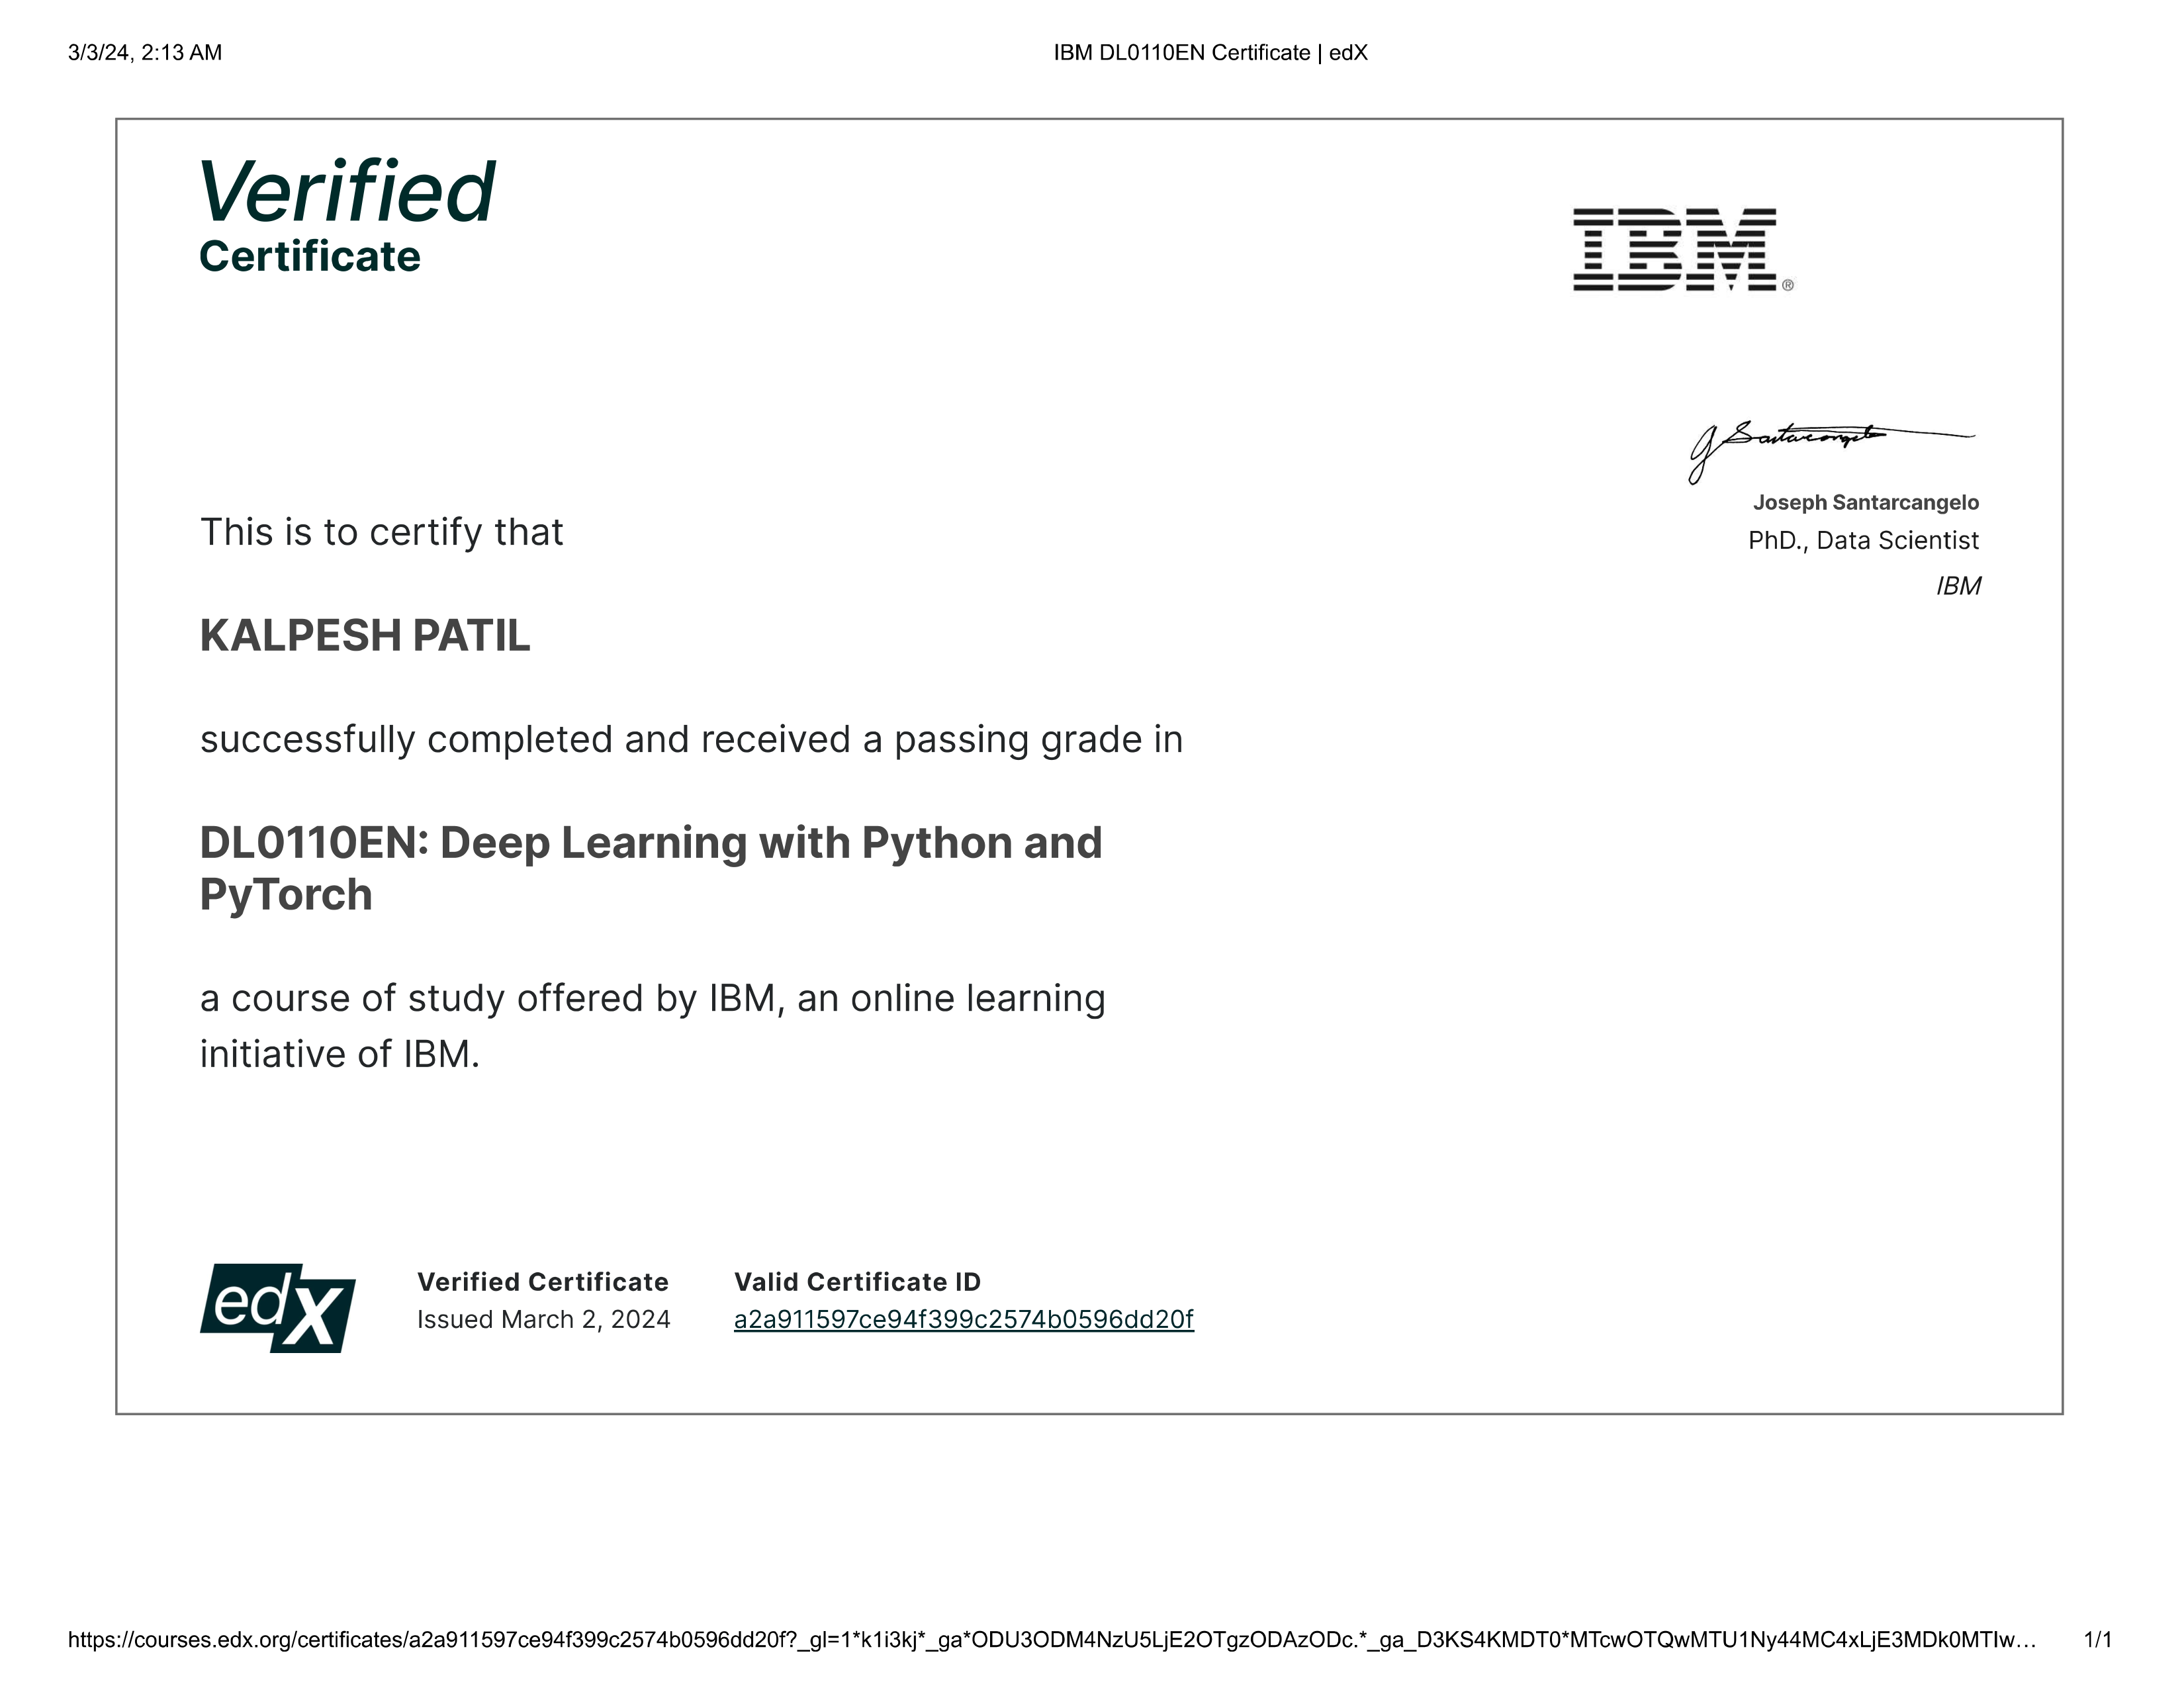 3/3/24, 2:13 AM
IBM DL0110EN Certificate | edX
Verified
Certificate
IBM®
g Santarcangelo
Joseph Santarcangelo
PhD., Data Scientist
IBM
This is to certify that
KALPESH PATIL
successfully completed and received a passing grade in
DL0110EN: Deep Learning with Python and
PyTorch
a course of study offered by IBM, an online learning
initiative of IBM.
edX
Verified Certificate
Issued March 2, 2024
Valid Certificate ID
a2a911597ce94f399c2574b0596dd20f
https://courses.edx.org/certificates/a2a911597ce94f399c2574b0596dd20f?_gl=1*k1i3kj*_ga*ODU3ODM4NzU5LjE2OTgzODAzODc.*_ga_D3KS4KMDT0*MTcwOTQwMTU1Ny44MC4xLjE3MDk0MTIw…
1/1